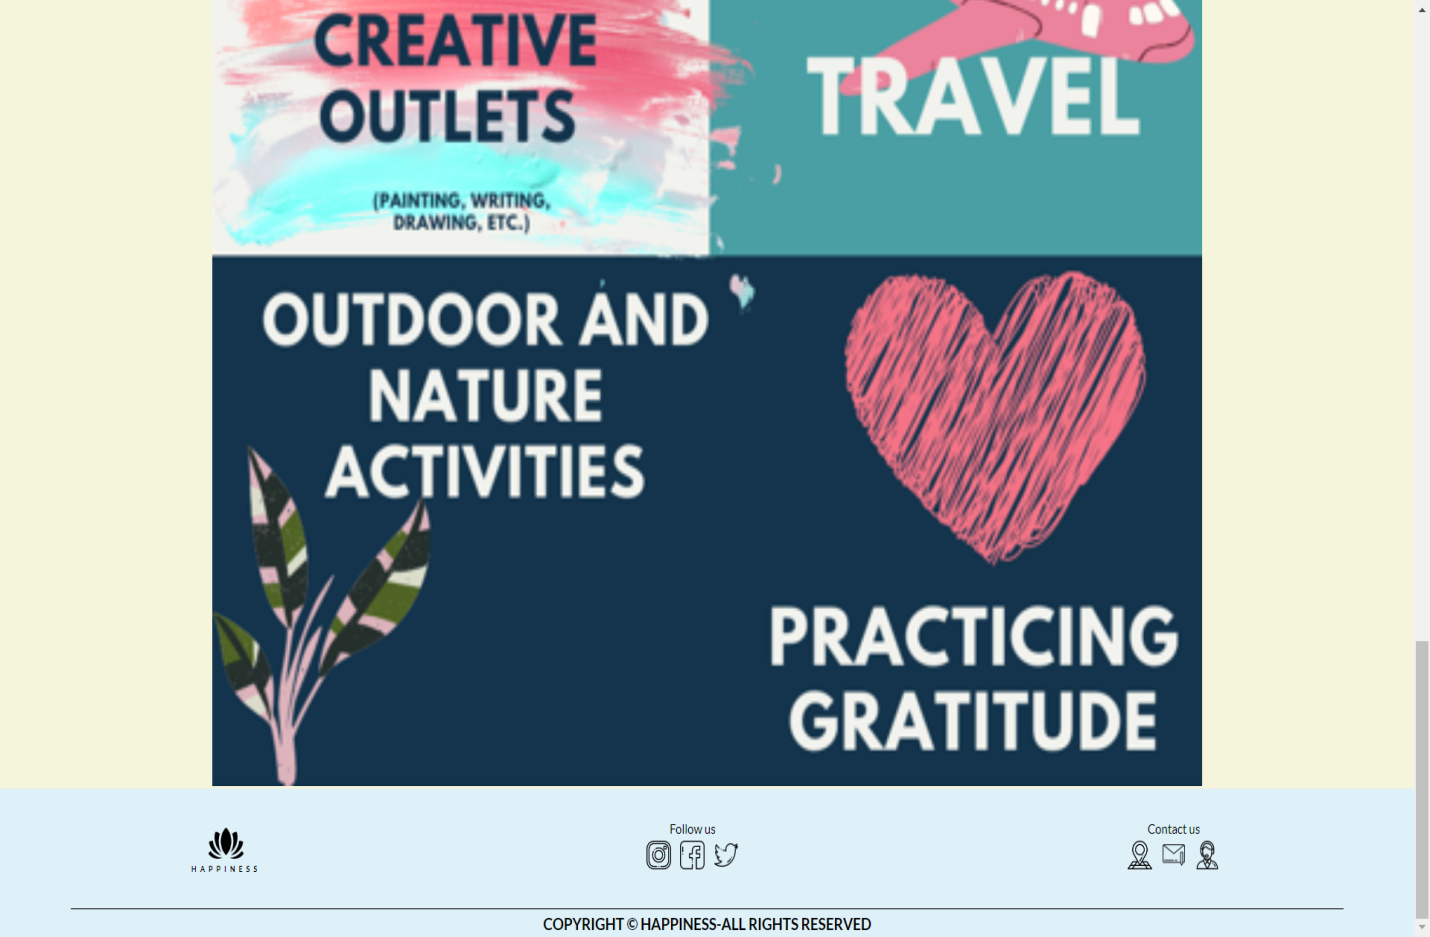 CREATIVE
OUTLETS
(PAINTING, WRITING,
DRAWING, ETC.)
TRAVEL
OUTDOOR AND
NATURE
ACTIVITIES
PRACTICING
GRATITUDE
HAPPINESS
Follow us
Contact us
COPYRIGHT © HAPPINESS-ALL RIGHTS RESERVED